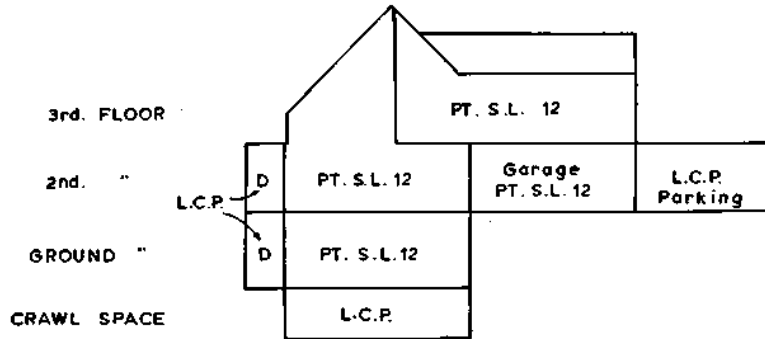 3rd. FLOOR PT. S.L. 12
2nd. " D PT. S.L. 12 Garage
PT. S.L. 12 L.C.P.
Parking
L.C.P.
GROUND " D PT. S.L. 12
CRAWL SPACE L.C.P.